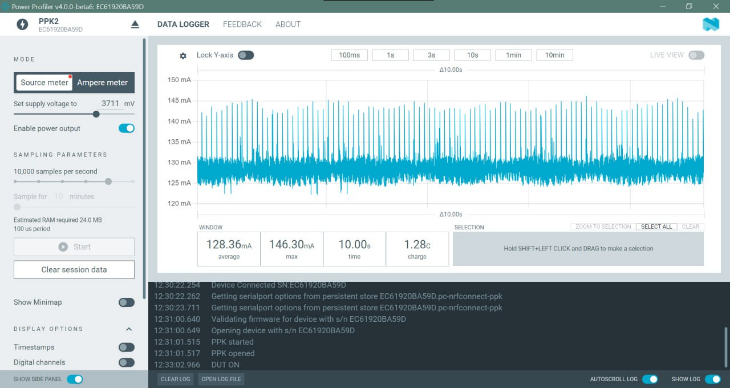 Power Profiler v4.0.0-beta6: EC61920BA59D
PPK2
EC61920BA59D
DATA LOGGER FEEDBACK ABOUT
MODE
Source meter Ampere meter
Set supply voltage to 3711 mV
Enable power output
SAMPLING PARAMETERS
10,000 samples per second
Sample for 10 minutes
Estimated RAM required 24.0 MB
100 us period
Start
Clear session data
Show Minimap
DISPLAY OPTIONS
Timestamps
Digital channels
SHOW SIDE PANEL
Lock Y-axis
100ms 1s 3s 10s 1min 10min
LIVE VIEW
Δ10.00s
150 mA
145 mA
140 mA
135 mA
130 mA
125 mA
120 mA
Δ10.00s
WINDOW
128.36mA
average
146.30mA
max
10.00s
time
1.28C
charge
SELECTION
ZOOM TO SELECTION SELECT ALL CLEAR
Hold SHIFT+LEFT CLICK and DRAG to make a selection
12:30:22.254 Device Connected SN:EC61920BA59D
12:30:22.262 Getting serialport options from persistent store EC61920BA59D.pc-nrfconnect-ppk
12:30:23.711 Getting serialport options from persistent store EC61920BA59D.pc-nrfconnect-ppk
12:31:00.640 Validating firmware for device with s/n EC61920BA59D
12:31:00.649 Opening device with s/n EC61920BA59D
12:31:01.515 PPK started
12:31:01.517 PPK opened
12:33:02.966 DUT ON
CLEAR LOG OPEN LOG FILE
AUTOSCROLL LOG SHOW LOG